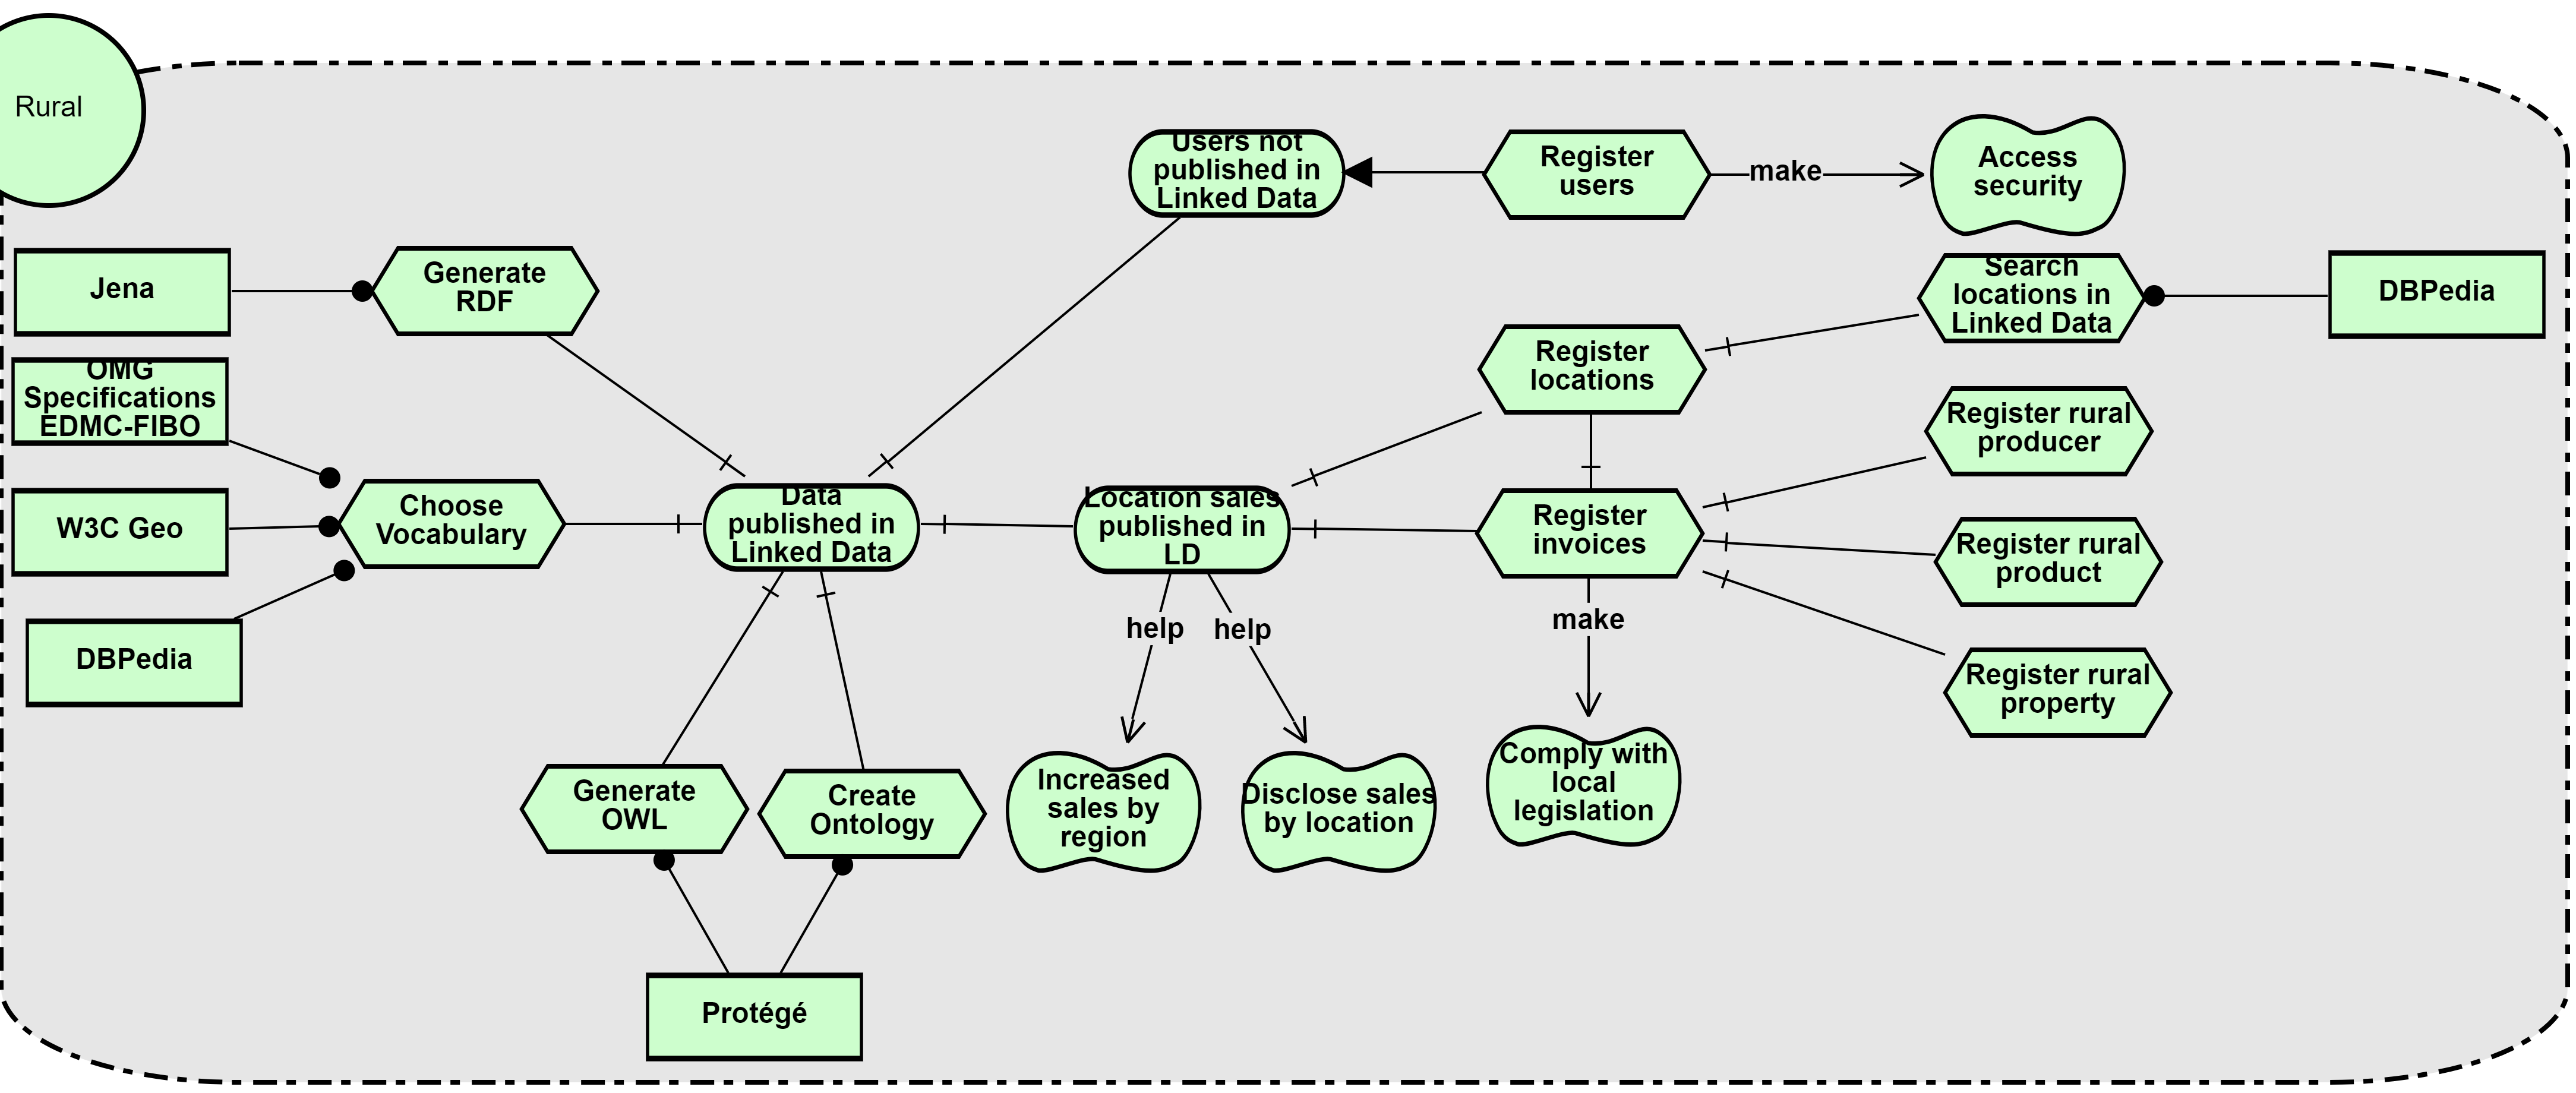 Rural
Users not
published in
Linked Data
Register
users
make
Access
security
Jena
Generate
RDF
Search
locations in
Linked Data
DBPedia
OMG
Specifications
EDMC-FIBO
Register
locations
Register rural
producer
W3C Geo
Choose
Vocabulary
Data
published in
Linked Data
Location sales
published in
LD
Register
invoices
Register rural
product
DBPedia
help
help
make
Register rural
property
Generate
OWL
Create
Ontology
Increased
sales by
region
Disclose sales
by location
Comply with
local
legislation
Protégé